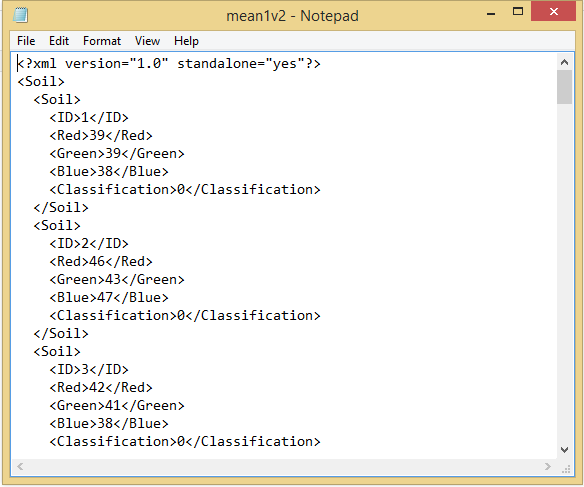 mean1v2 - Notepad
File Edit Format View Help
<?xml version="1.0" standalone="yes"?>
<Soil>
  <Soil>
    <ID>1</ID>
    <Red>39</Red>
    <Green>39</Green>
    <Blue>38</Blue>
    <Classification>0</Classification>
  </Soil>
  <Soil>
    <ID>2</ID>
    <Red>46</Red>
    <Green>43</Green>
    <Blue>47</Blue>
    <Classification>0</Classification>
  </Soil>
  <Soil>
    <ID>3</ID>
    <Red>42</Red>
    <Green>41</Green>
    <Blue>38</Blue>
    <Classification>0</Classification>